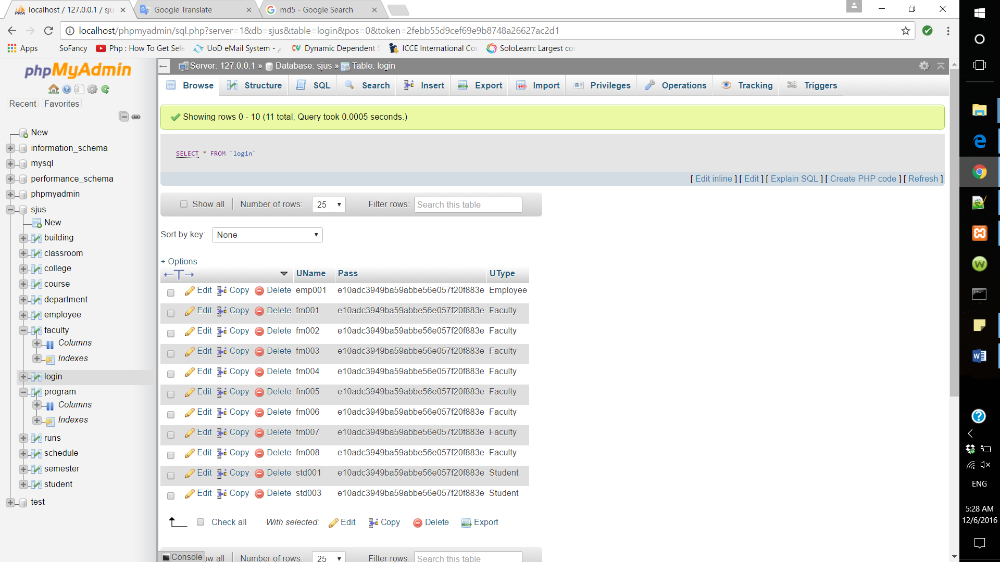 localhost / 127.0.0.1 / sju
Google Translate
md5 - Google Search
localhost/phpmyadmin/sql.php?server=1&db=sjus&table=login&pos=0&token=2febb55d9cef69e9b8748a26627ac2d1
Apps
SoFancy
Php : How To Get Sele
UoD eMail System -
Dynamic Dependent S
ICCE International Con
SoloLearn: Largest co
phpMyAdmin
Recent
Favorites
New
information_schema
mysql
performance_schema
phpmyadmin
sjus
New
building
classroom
college
course
department
employee
faculty
Columns
Indexes
login
program
Columns
Indexes
runs
schedule
semester
student
test
Server: 127.0.0.1 » Database: sjus » Table: login
Browse
Structure
SQL
Search
Insert
Export
Import
Privileges
Operations
Tracking
Triggers
Showing rows 0 - 10 (11 total, Query took 0.0005 seconds.)
SELECT * FROM `login`
[ Edit inline ] [ Edit ] [ Explain SQL ] [ Create PHP code ] [ Refresh ]
Show all Number of rows: 25 Filter rows: Search this table
Sort by key: None
+ Options
UName Pass UType
Edit Copy Delete emp001 e10adc3949ba59abbe56e057f20f883e Employee
Edit Copy Delete fm001 e10adc3949ba59abbe56e057f20f883e Faculty
Edit Copy Delete fm002 e10adc3949ba59abbe56e057f20f883e Faculty
Edit Copy Delete fm003 e10adc3949ba59abbe56e057f20f883e Faculty
Edit Copy Delete fm004 e10adc3949ba59abbe56e057f20f883e Faculty
Edit Copy Delete fm005 e10adc3949ba59abbe56e057f20f883e Faculty
Edit Copy Delete fm006 e10adc3949ba59abbe56e057f20f883e Faculty
Edit Copy Delete fm007 e10adc3949ba59abbe56e057f20f883e Faculty
Edit Copy Delete fm008 e10adc3949ba59abbe56e057f20f883e Faculty
Edit Copy Delete std001 e10adc3949ba59abbe56e057f20f883e Student
Edit Copy Delete std003 e10adc3949ba59abbe56e057f20f883e Student
Check all With selected: Edit Copy Delete Export
Console ow all Number of rows: 25 Filter rows: Search this table
ENG
5:28 AM
12/6/2016